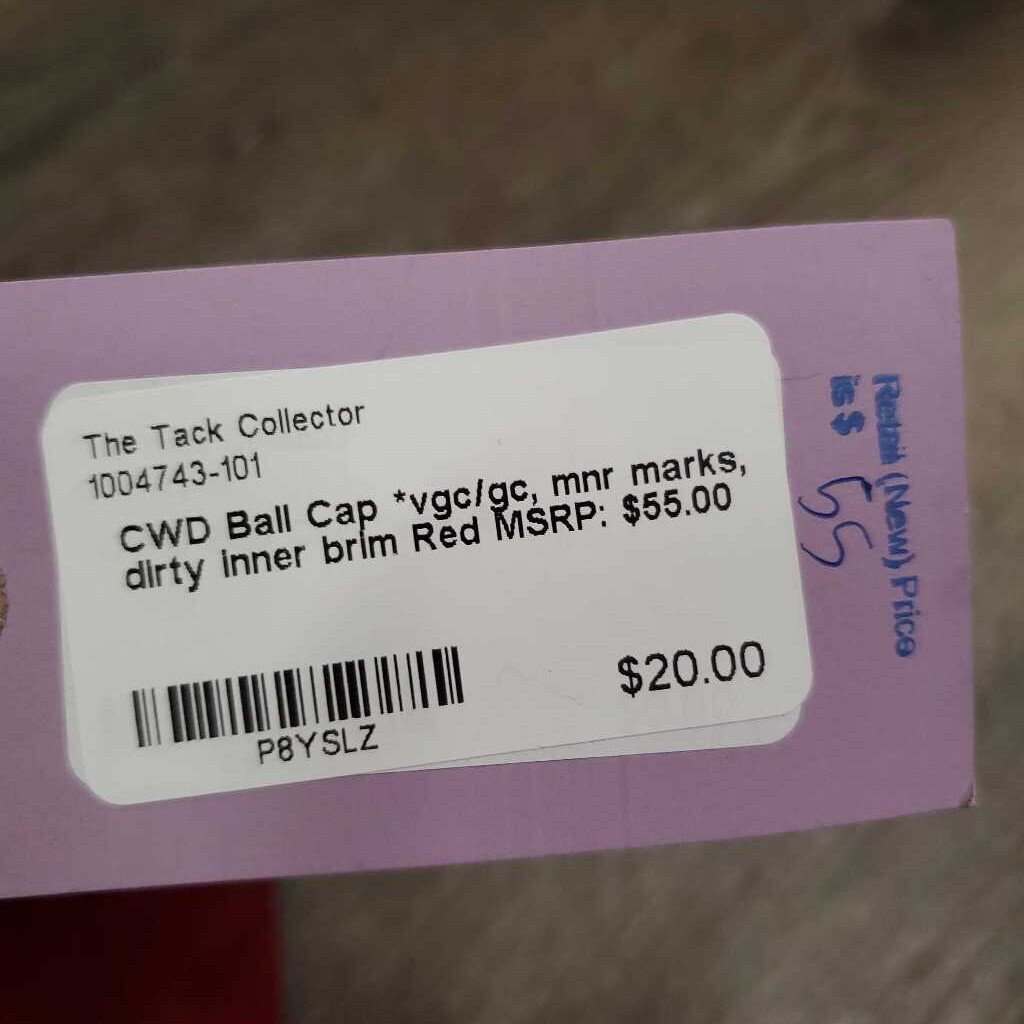 The Tack Collector
1004743-101
CWD Ball Cap *vgc/gc, mnr marks,
dirty inner brim Red MSRP: $55.00
$20.00
P8YSLZ
Retail (New) Price
is $
55